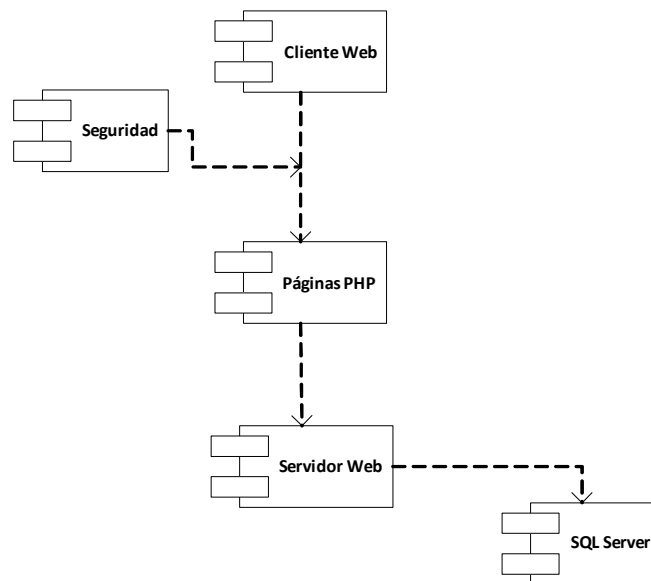 Cliente Web
Seguridad
Páginas PHP
Servidor Web
SQL Server